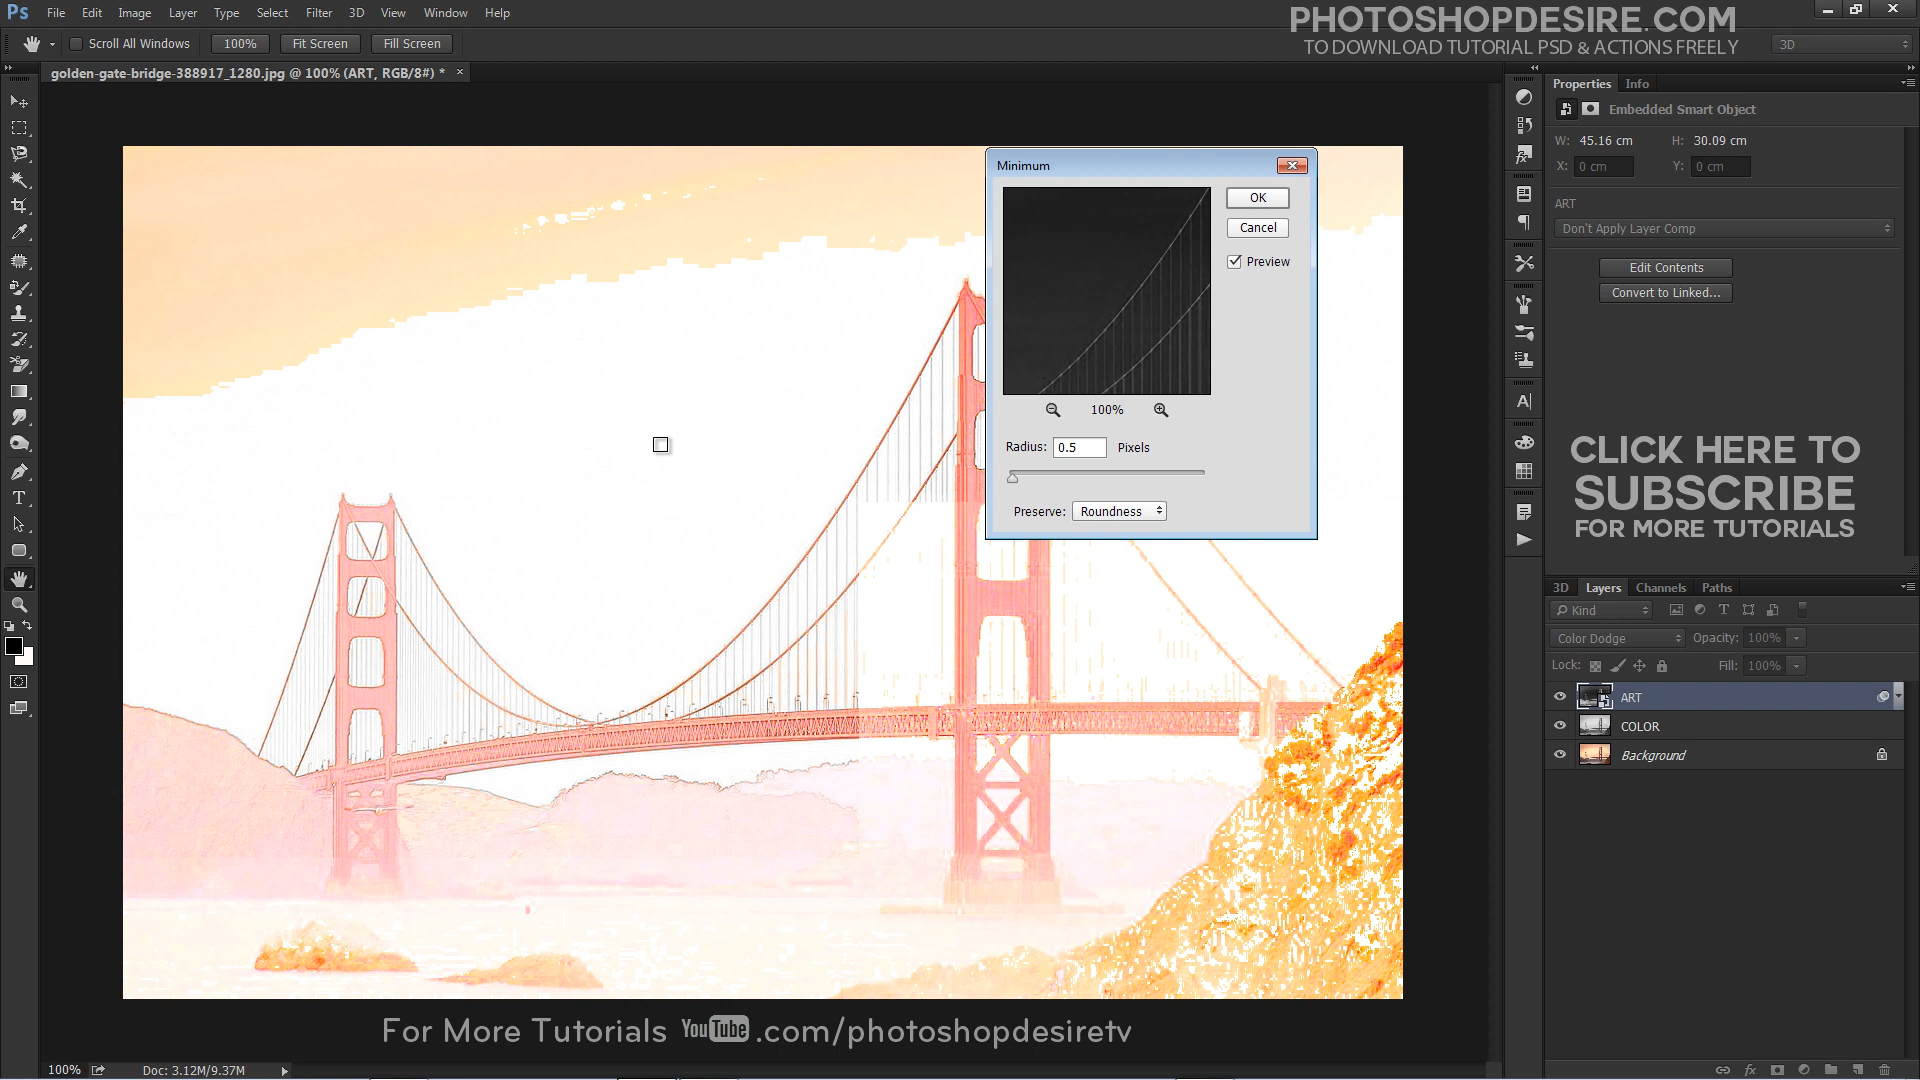 Ps File Edit Image Layer Type Select Filter 3D View Window Help
PHOTOSHOPDESIRE.COM
TO DOWNLOAD TUTORIAL PSD & ACTIONS FREELY
Scroll All Windows 100% Fit Screen Fill Screen
3D
golden-gate-bridge-388917_1280.jpg @ 100% (ART, RGB/8#) * ×
Properties Info
Embedded Smart Object
W: 45.16 cm H: 30.09 cm
X: 0 cm Y: 0 cm
ART
Don't Apply Layer Comp
Edit Contents
Convert to Linked...
Minimum
OK
Cancel
Preview
100%
Radius: 0.5 Pixels
Preserve: Roundness
CLICK HERE TO
SUBSCRIBE
FOR MORE TUTORIALS
3D Layers Channels Paths
Kind
Color Dodge Opacity: 100%
Lock: Fill: 100%
ART
COLOR
Background
For More Tutorials YouTube .com/photoshopdesiretv
100% Doc: 3.12M/9.37M